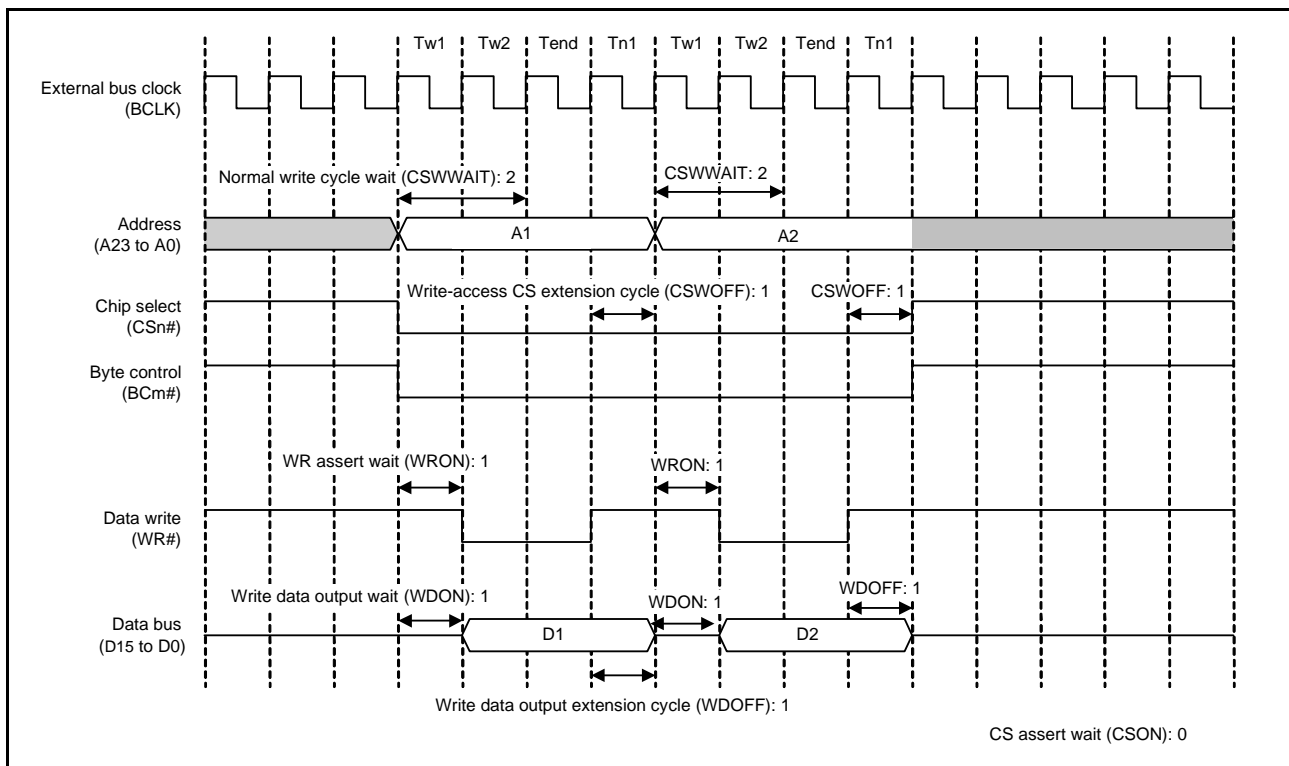 Tw1 Tw2 Tend Tn1 Tw1 Tw2 Tend Tn1
External bus clock
(BCLK)
Normal write cycle wait (CSWWAIT): 2
CSWWAIT: 2
Address
(A23 to A0)
A1
A2
Write-access CS extension cycle (CSWOFF): 1
CSWOFF: 1
Chip select
(CSn#)
Byte control
(BCm#)
WR assert wait (WRON): 1
WRON: 1
Data write
(WR#)
Write data output wait (WDON): 1
WDON: 1
WDOFF: 1
Data bus
(D15 to D0)
D1
D2
Write data output extension cycle (WDOFF): 1
CS assert wait (CSON): 0